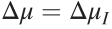 Δμ = Δμ_I